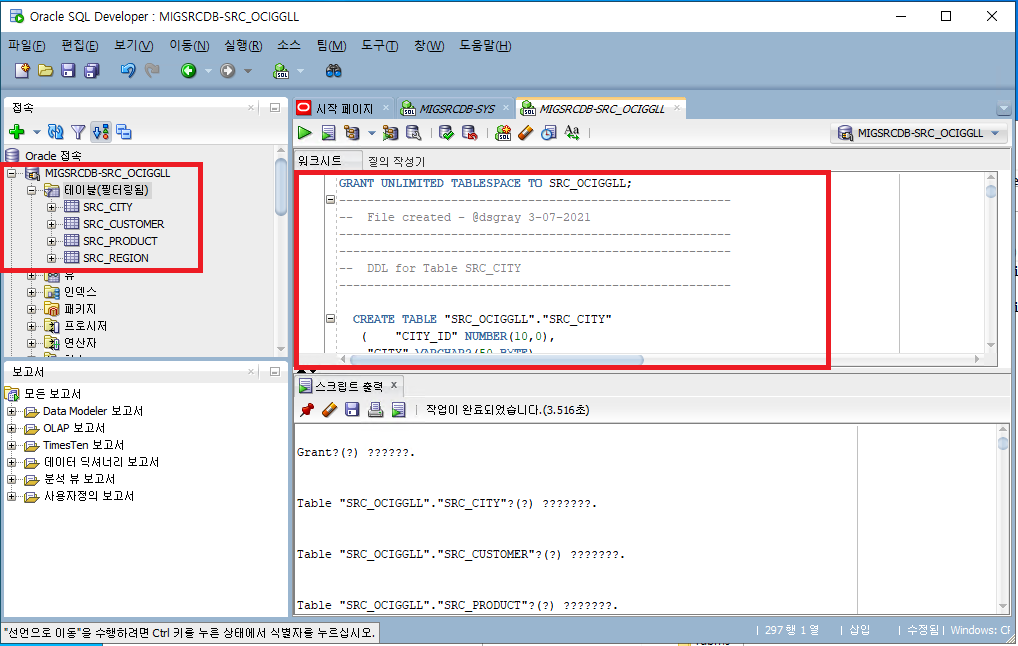 Oracle SQL Developer : MIGSRCDB-SRC_OCIGGLL
파일(F) 편집(E) 보기(V) 이동(N) 실행(R) 소스 팀(M) 도구(T) 창(W) 도움말(H)
접속
Oracle 접속
MIGSRCDB-SRC_OCIGGLL
테이블(필터링됨)
SRC_CITY
SRC_CUSTOMER
SRC_PRODUCT
SRC_REGION
뷰
인덱스
패키지
프로시저
연산자
보고서
모든 보고서
Data Modeler 보고서
OLAP 보고서
TimesTen 보고서
데이터 딕셔너리 보고서
분석 뷰 보고서
사용자정의 보고서
시작 페이지 MIGSRCDB-SYS MIGSRCDB-SRC_OCIGGLL
MIGSRCDB-SRC_OCIGGLL
워크시트 질의 작성기
GRANT UNLIMITED TABLESPACE TO SRC_OCIGGLL;
--------------------------------------------------------
--  File created - @dsgray 3-07-2021
--------------------------------------------------------
--------------------------------------------------------
--  DDL for Table SRC_CITY
--------------------------------------------------------
CREATE TABLE "SRC_OCIGGLL"."SRC_CITY"
( "CITY_ID" NUMBER(10,0),
"CITY" VARCHAR2(50 BYTE)
스크립트 출력
작업이 완료되었습니다.(3.516초)
Grant?(?) ??????.
Table "SRC_OCIGGLL"."SRC_CITY"?(?) ???????.
Table "SRC_OCIGGLL"."SRC_CUSTOMER"?(?) ???????.
Table "SRC_OCIGGLL"."SRC_PRODUCT"?(?) ???????.
"선언으로 이동"을 수행하려면 Ctrl 키를 누른 상태에서 식별자를 누르십시오.
297 행 1 열 삽입 수정됨 Windows: CF